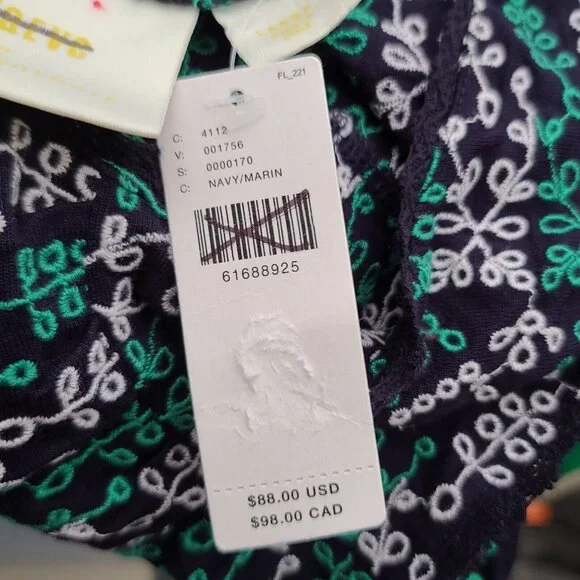 FL_221
C: 4112
V: 001756
S: 0000170
C: NAVY/MARIN
61688925
$88.00 USD
$98.00 CAD